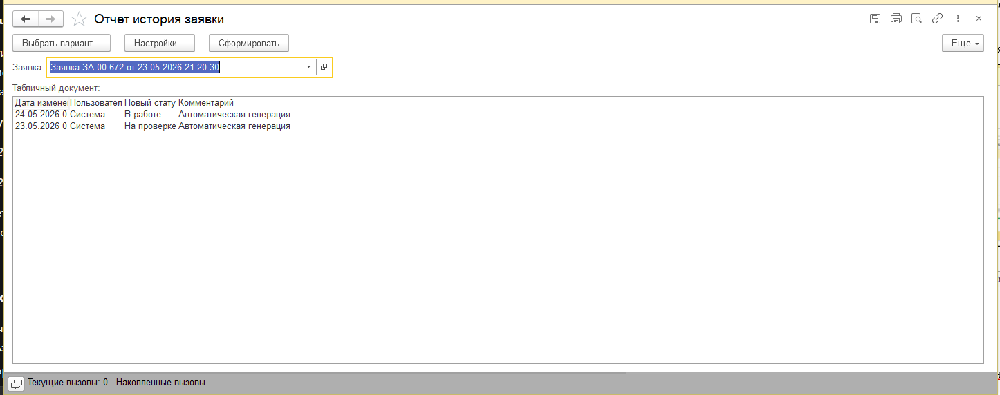 Отчет история заявки
Выбрать вариант...
Настройки...
Сформировать
Еще
Заявка: Заявка ЗА-00 672 от 23.05.2026 21:20:30
Табличный документ:
Дата измене Пользовател Новый стату Комментарий
24.05.2026 0 Система В работе Автоматическая генерация
23.05.2026 0 Система На проверке Автоматическая генерация
Текущие вызовы: 0 Накопленные вызовы...